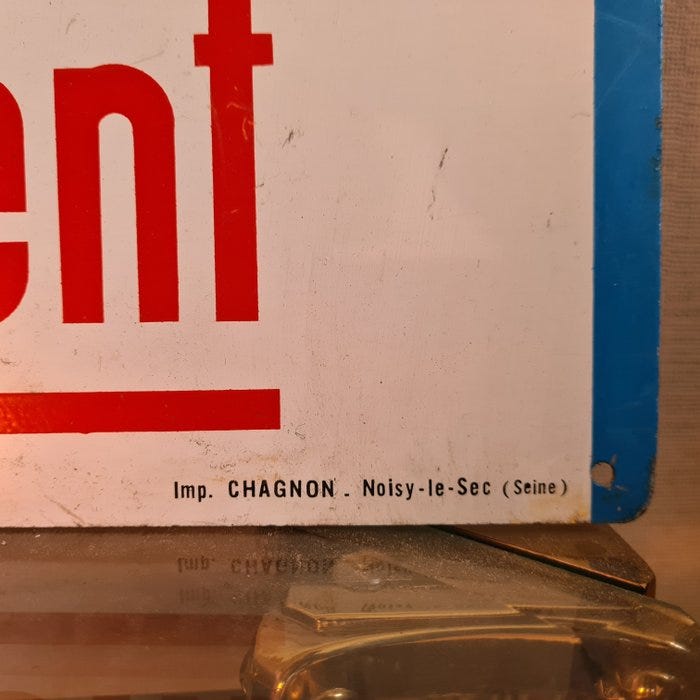 ent
Imp. CHAGNON . Noisy-le-Sec (Seine)